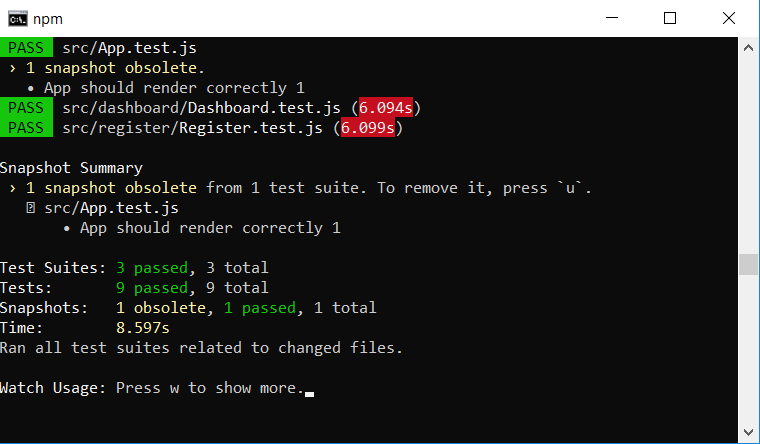 npm
PASS src/App.test.js
› 1 snapshot obsolete.
• App should render correctly 1
PASS src/dashboard/Dashboard.test.js (6.094s)
PASS src/register/Register.test.js (6.099s)
Snapshot Summary
› 1 snapshot obsolete from 1 test suite. To remove it, press `u`.
src/App.test.js
• App should render correctly 1
Test Suites: 3 passed, 3 total
Tests: 9 passed, 9 total
Snapshots: 1 obsolete, 1 passed, 1 total
Time: 8.597s
Ran all test suites related to changed files.
Watch Usage: Press w to show more.